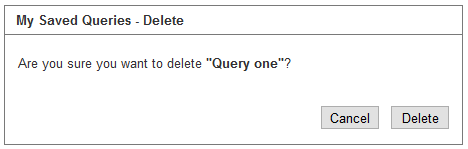 My Saved Queries - Delete
Are you sure you want to delete "Query one"?
Cancel Delete